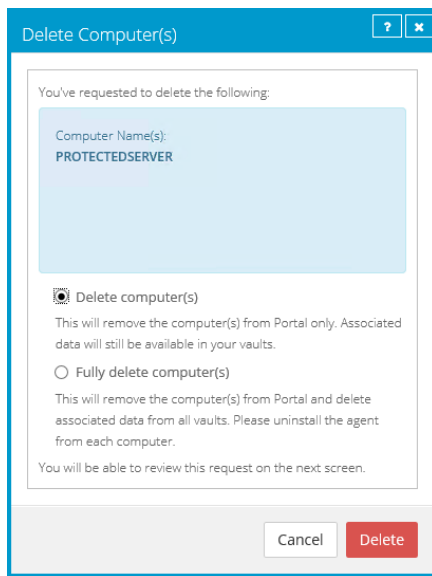 Delete Computer(s)
? ×
You've requested to delete the following:
Computer Name(s):
PROTECTEDSERVER
Delete computer(s)
This will remove the computer(s) from Portal only. Associated
data will still be available in your vaults.
Fully delete computer(s)
This will remove the computer(s) from Portal and delete
associated data from all vaults. Please uninstall the agent
from each computer.
You will be able to review this request on the next screen.
Cancel Delete